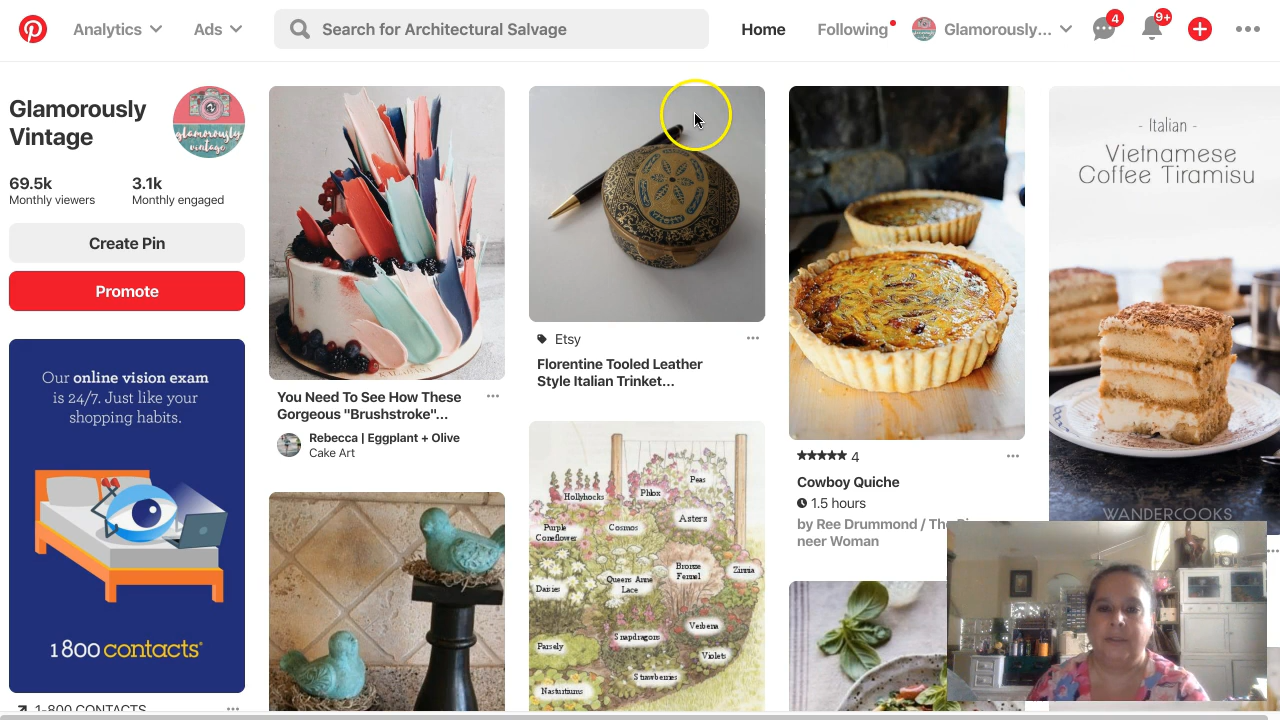 Analytics
Ads
Search for Architectural Salvage
Home
Following
Glamorously...
4
9+
Glamorously
Vintage
glamorously
vintage
69.5k
Monthly viewers
3.1k
Monthly engaged
Create Pin
Promote
Our online vision exam
is 24/7. Just like your
shopping habits.
1800contacts
1-800 CONTACTS
You Need To See How These
Gorgeous "Brushstroke"...
Rebecca | Eggplant + Olive
Cake Art
Etsy
Florentine Tooled Leather
Style Italian Trinket...
Hollyhocks
Phlox
Peas
Purple
Coneflower
Cosmos
Asters
Daisies
Queens Anne
Lace
Bronze
Fennel
Zinnia
Parsely
Snapdragons
Verbena
Violets
Strawberries
Nasturtiums
4
Cowboy Quiche
1.5 hours
by Ree Drummond / The Pi
neer Woman
- Italian -
Vietnamese
Coffee Tiramisu
WANDERCOOKS